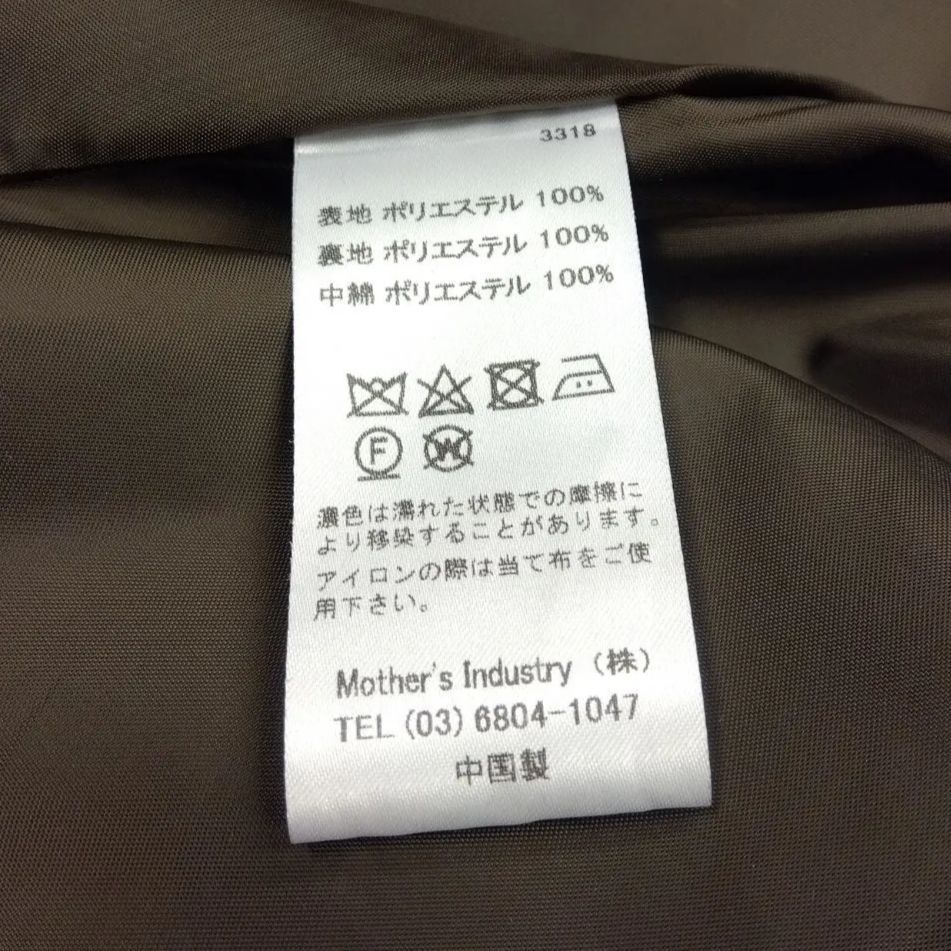 3318
表地 ポリエステル 100%
裏地 ポリエステル 100%
中綿 ポリエステル 100%
F
W
濃色は濡れた状態での摩擦に
より移染することがあります。
アイロンの際は当て布をご使
用下さい。
Mother's Industry (株)
TEL (03) 6804-1047
中国製